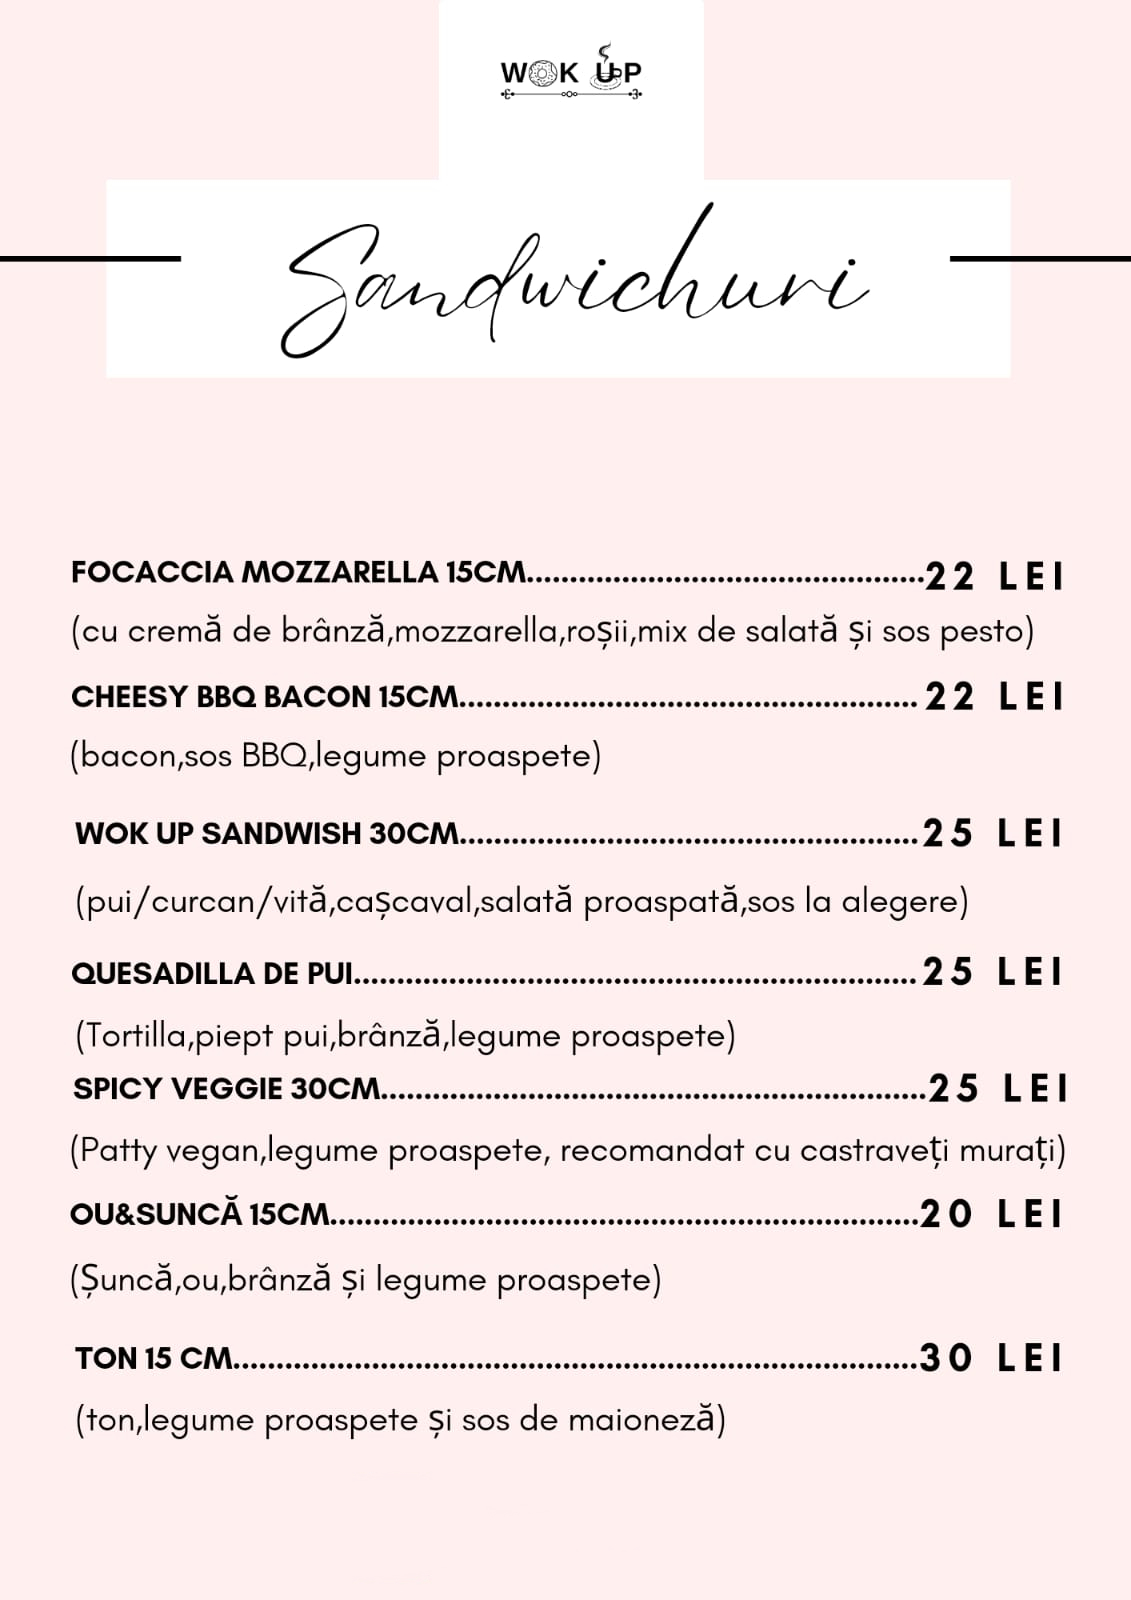 WOK UP
Sandwichuri
FOCACCIA MOZZARELLA 15CM..............................................22 LEI
(cu cremă de brânză,mozzarella,roșii,mix de salată și sos pesto)
CHEESY BBQ BACON 15CM.....................................................22 LEI
(bacon,sos BBQ,legume proaspete)
WOK UP SANDWISH 30CM.....................................................25 LEI
(pui/curcan/vită,cașcaval,salată proaspată,sos la alegere)
QUESADILLA DE PUI.................................................................25 LEI
(Tortilla,piept pui,brânză,legume proaspete)
SPICY VEGGIE 30CM...............................................................25 LEI
(Patty vegan,legume proaspete, recomandat cu castraveți murați)
OU&SUNCĂ 15CM....................................................................20 LEI
(Șuncă,ou,brânză și legume proaspete)
TON 15 CM...............................................................................30 LEI
(ton,legume proaspete și sos de maioneză)